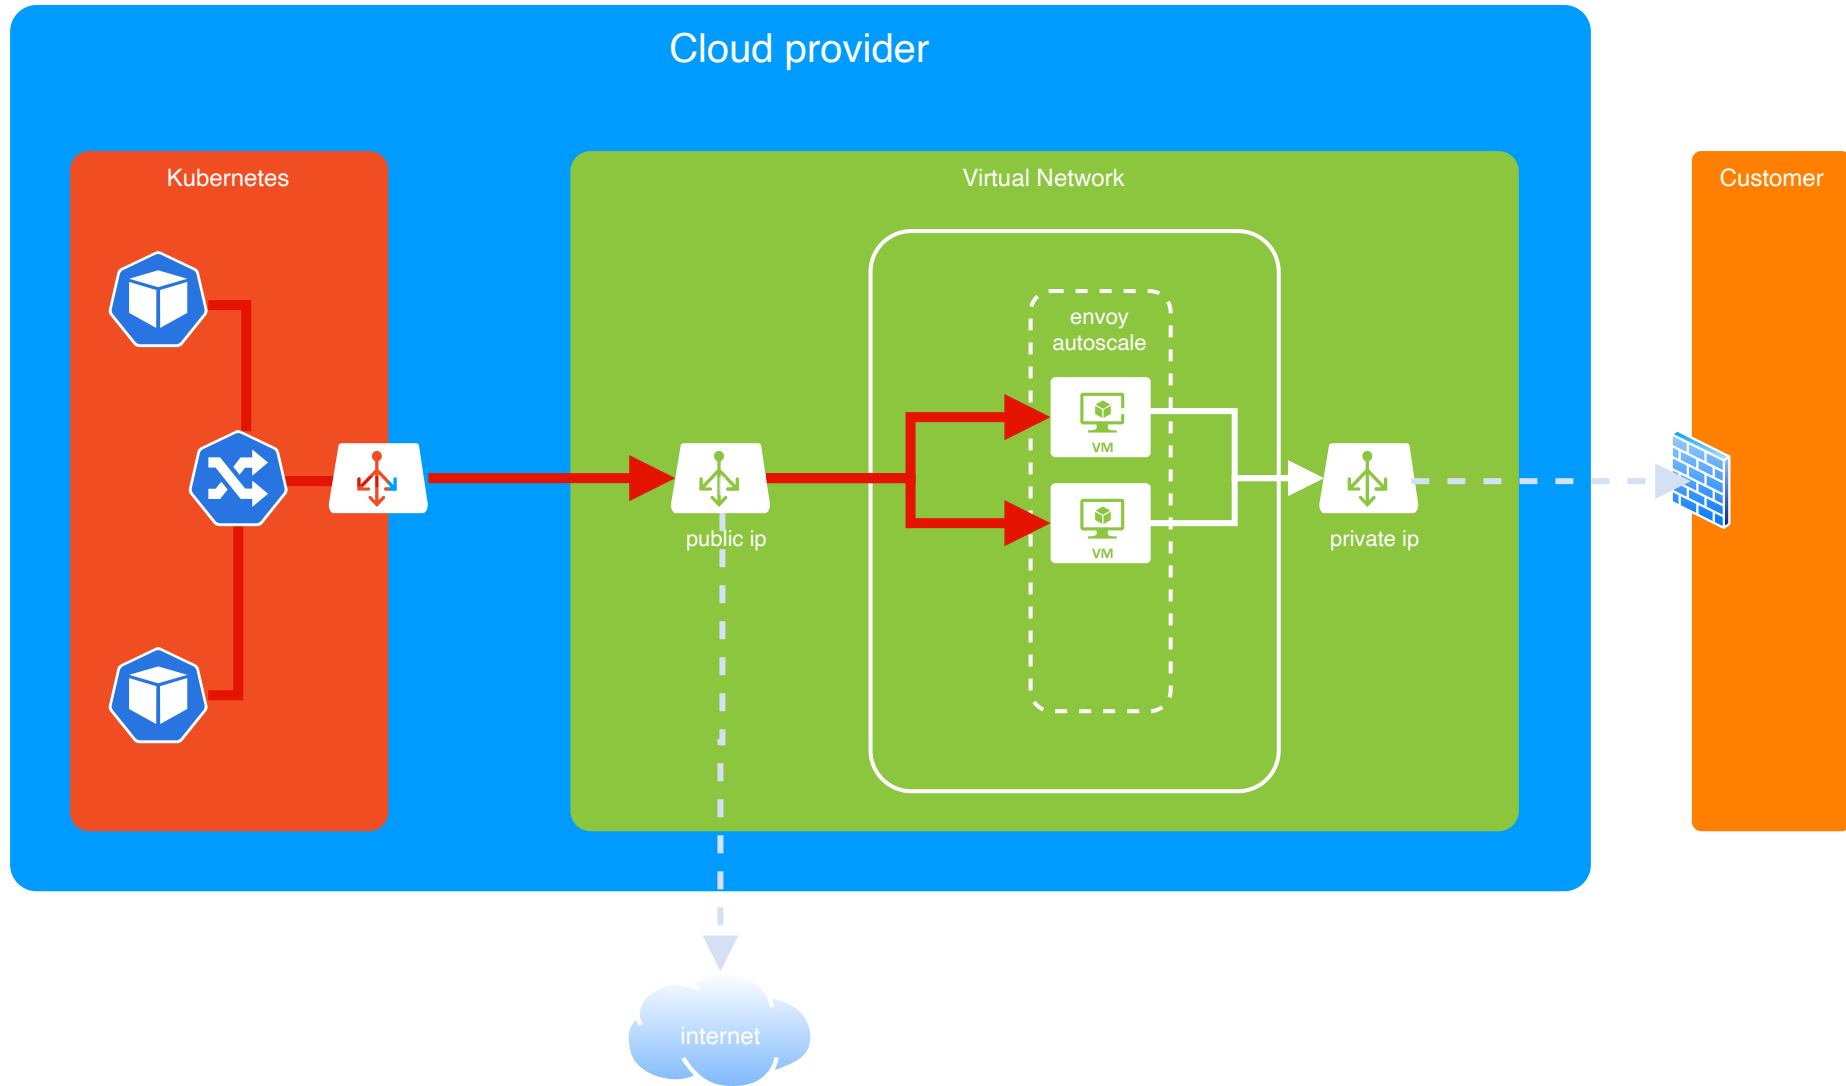 Cloud provider
Kubernetes
Virtual Network
Customer
envoy
autoscale
VM
VM
public ip
private ip
internet